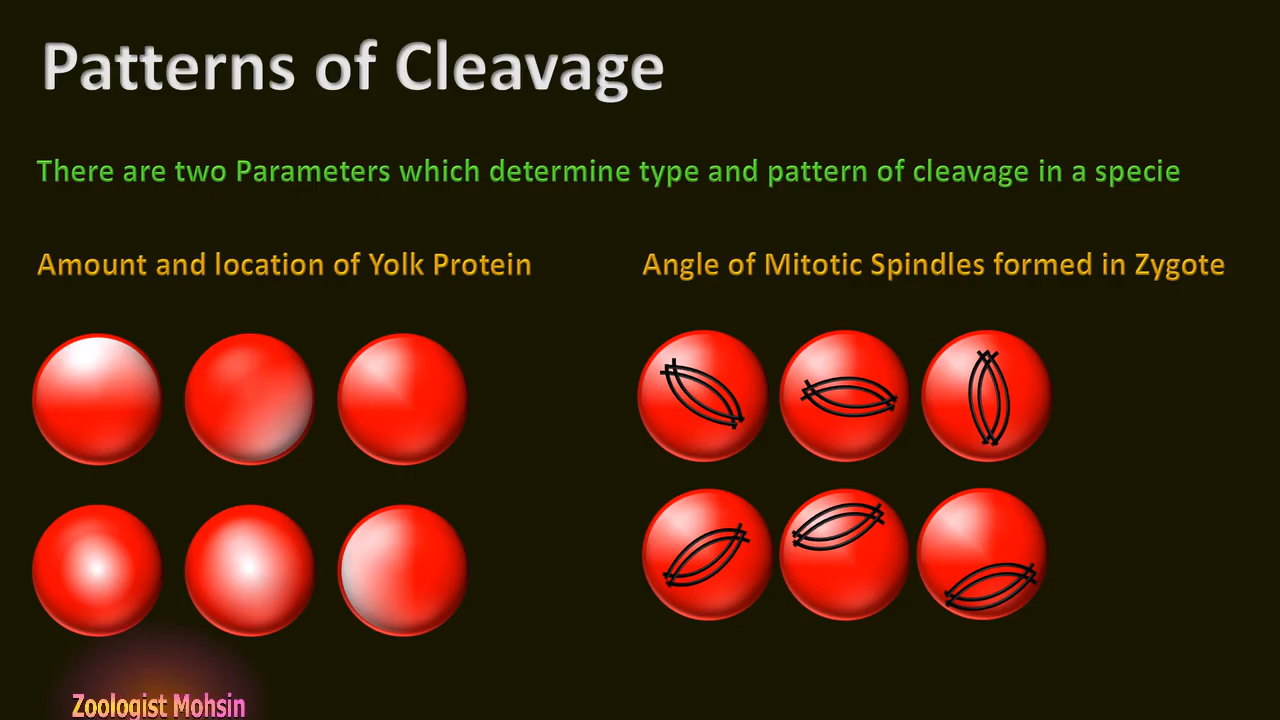 Patterns of Cleavage
There are two Parameters which determine type and pattern of cleavage in a specie
Amount and location of Yolk Protein
Angle of Mitotic Spindles formed in Zygote
Zoologist Mohsin